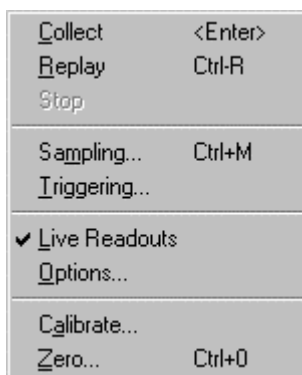 Collect <Enter>
Replay Ctrl-R
Stop
Sampling... Ctrl+M
Triggering...
Live Readouts
Options...
Calibrate...
Zero... Ctrl+0